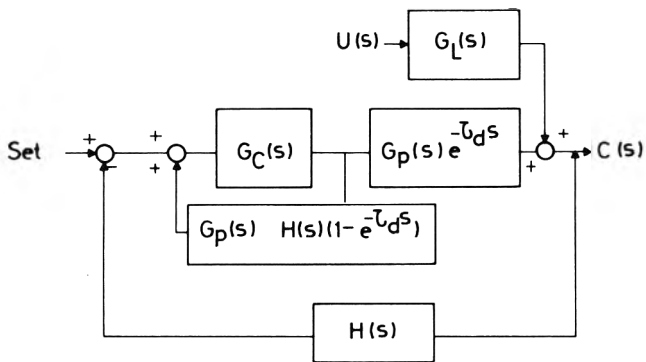 U(s) G_L(s)
+ + + +
Set G_C(s) G_p(s) e^{-τ_d s} C(s)
- + +
G_p(s) H(s)(1-e^{-τ_d s})
H(s)